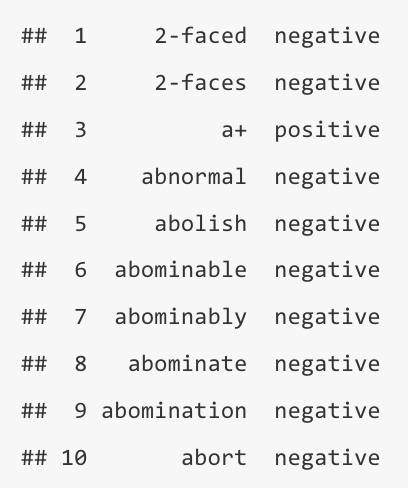 ##  1     2-faced  negative
##  2     2-faces  negative
##  3          a+  positive
##  4    abnormal  negative
##  5     abolish  negative
##  6  abominable  negative
##  7  abominably  negative
##  8   abominate  negative
##  9 abomination  negative
## 10       abort  negative